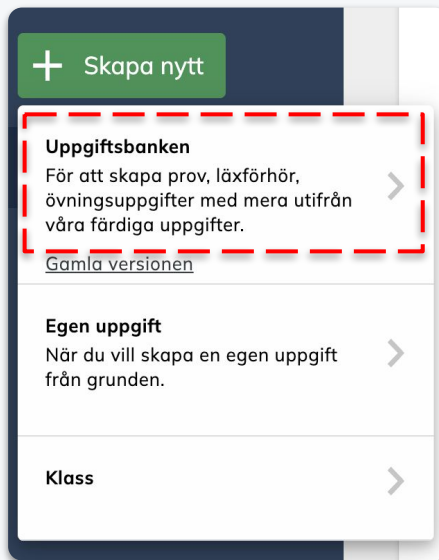 Skapa nytt
Uppgiftsbanken
För att skapa prov, läxförhör,
övningsuppgifter med mera utifrån
våra färdiga uppgifter.
Gamla versionen
Egen uppgift
När du vill skapa en egen uppgift
från grunden.
Klass